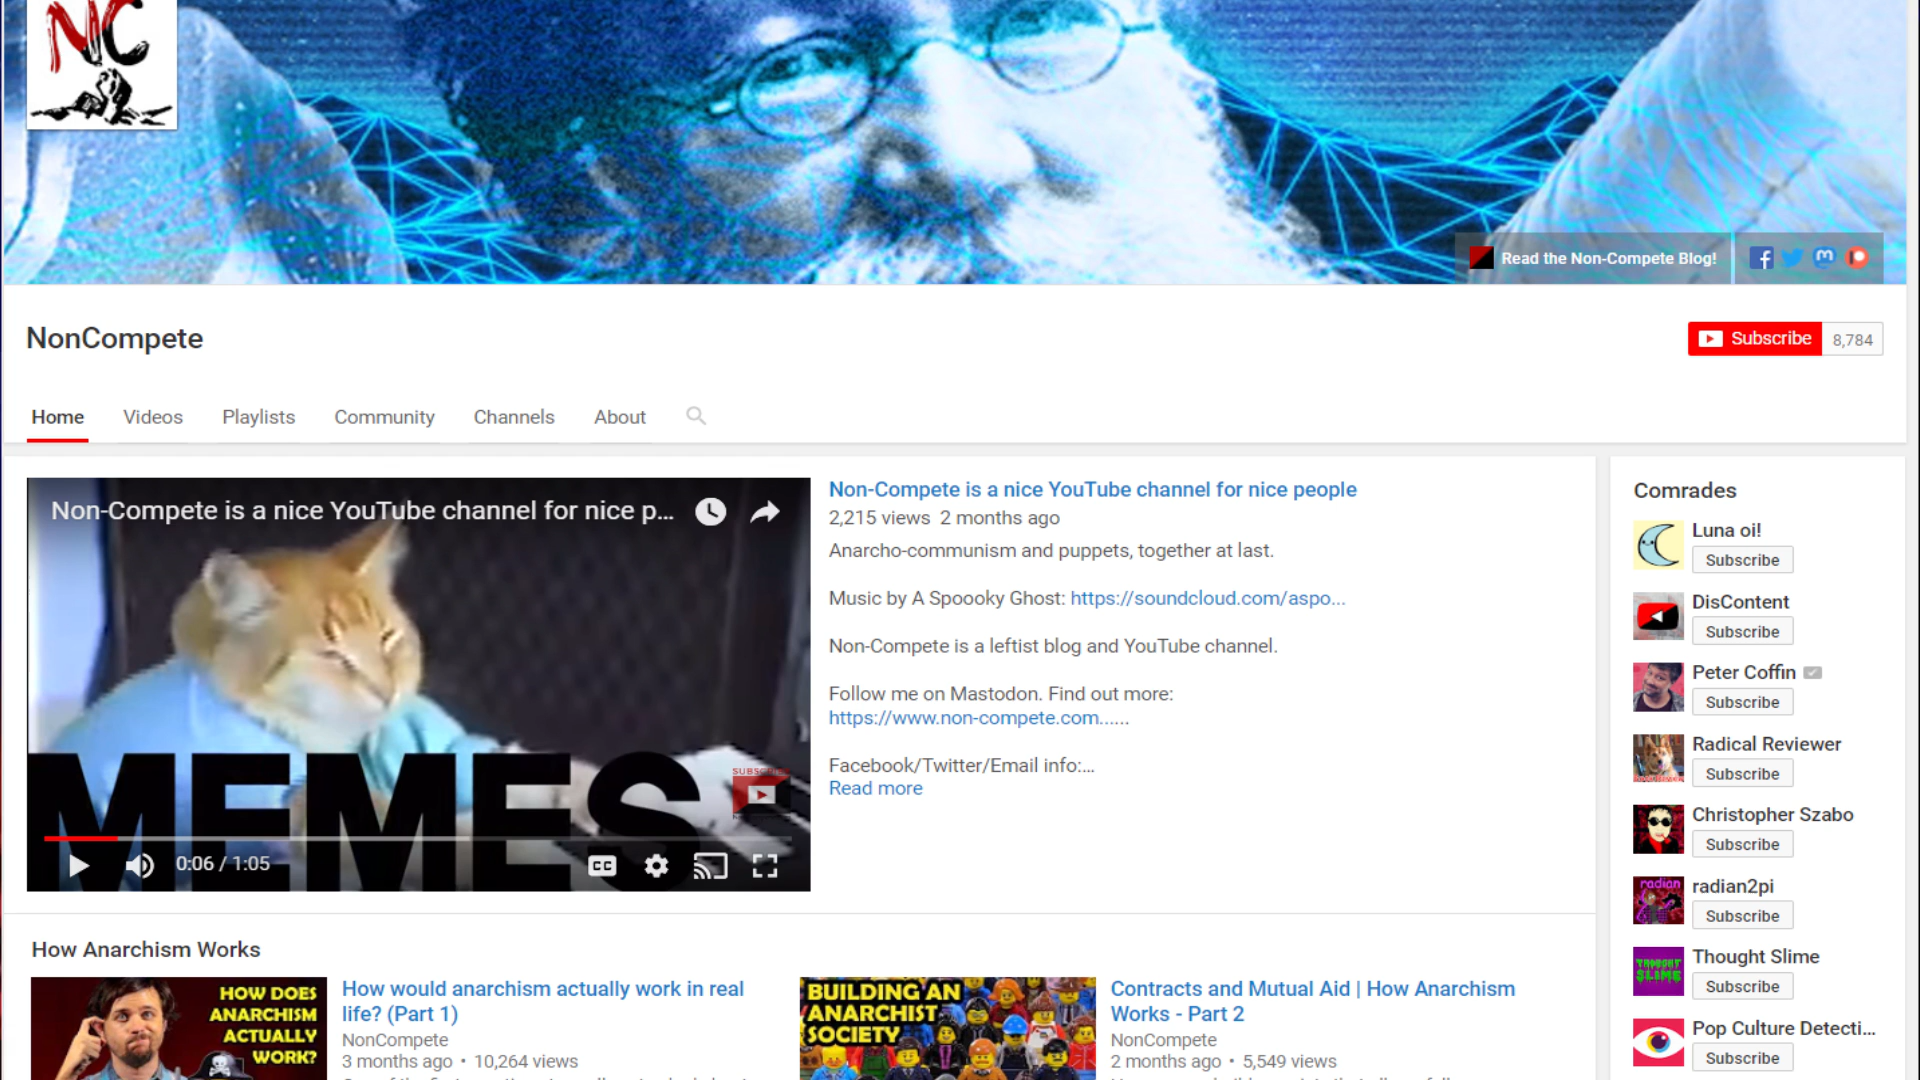 NC
Read the Non-Compete Blog!
NonCompete
Subscribe 8,784
Home Videos Playlists Community Channels About
Non-Compete is a nice YouTube channel for nice p...
MEMES
SUBSCRIBE
0:06 / 1:05
CC
Non-Compete is a nice YouTube channel for nice people
2,215 views 2 months ago
Anarcho-communism and puppets, together at last.
Music by A Spoooky Ghost: https://soundcloud.com/aspo...
Non-Compete is a leftist blog and YouTube channel.
Follow me on Mastodon. Find out more:
https://www.non-compete.com......
Facebook/Twitter/Email info:...
Read more
How Anarchism Works
HOW DOES
ANARCHISM
ACTUALLY
WORK?
How would anarchism actually work in real
life? (Part 1)
NonCompete
3 months ago • 10,264 views
BUILDING AN
ANARCHIST
SOCIETY
Contracts and Mutual Aid | How Anarchism
Works - Part 2
NonCompete
2 months ago • 5,549 views
Comrades
Luna oi!
Subscribe
DisContent
Subscribe
Peter Coffin
Subscribe
Radical Reviewer
Subscribe
Christopher Szabo
Subscribe
radian
radian2pi
Subscribe
THOUGHT
SLIME
Thought Slime
Subscribe
Pop Culture Detecti...
Subscribe